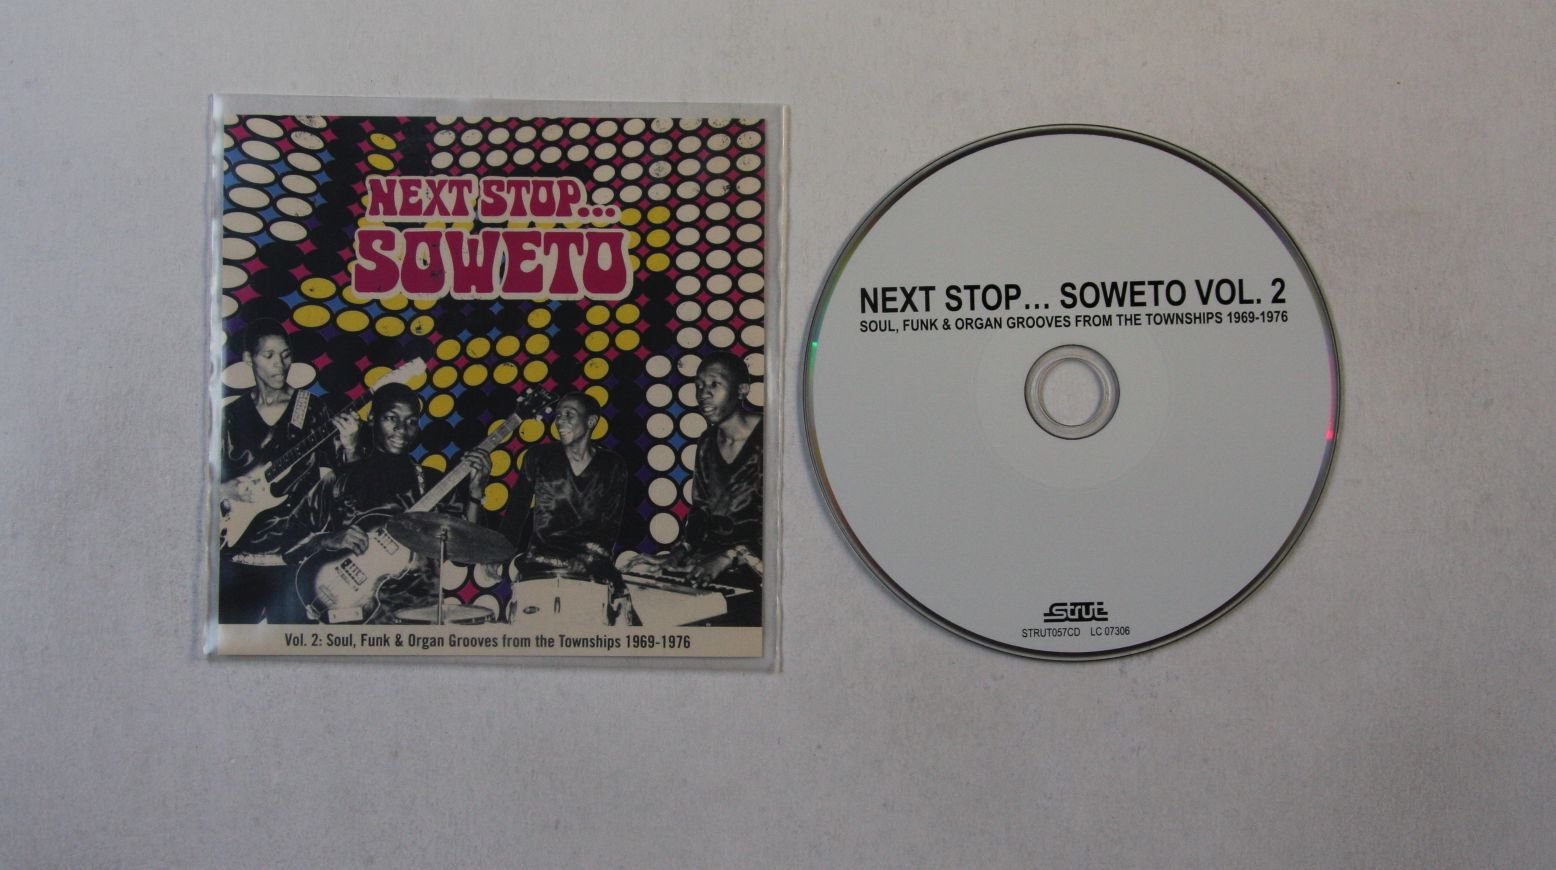 NEXT STOP...
SOWETO
Vol. 2: Soul, Funk & Organ Grooves from the Townships 1969-1976
NEXT STOP... SOWETO VOL. 2
SOUL, FUNK & ORGAN GROOVES FROM THE TOWNSHIPS 1969-1976
Strut
STRUT057CD LC 07306